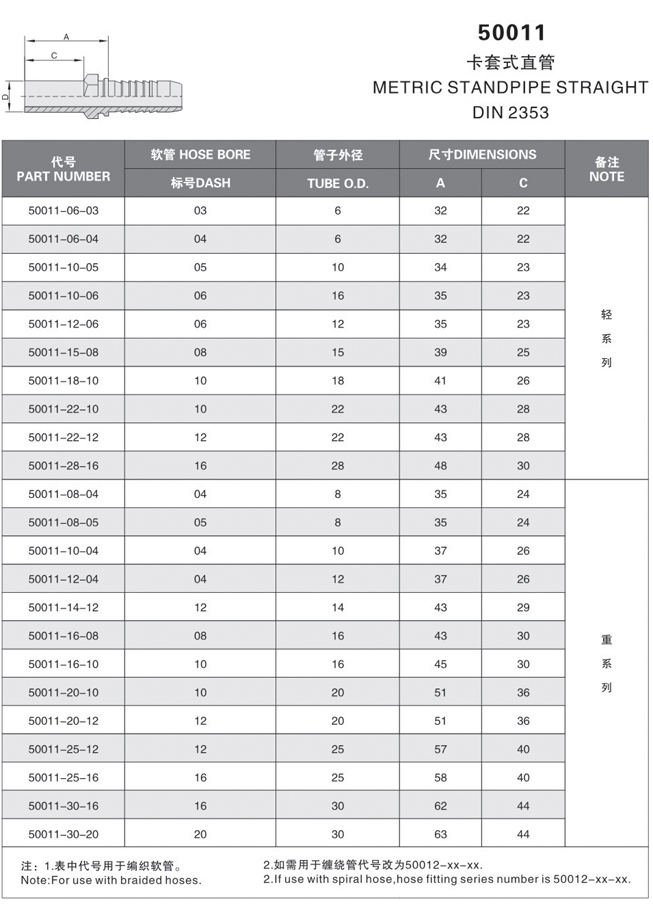 50011
卡套式直管
METRIC STANDPIPE STRAIGHT
DIN 2353
A
C
D
代号 软管 HOSE BORE 管子外径 尺寸DIMENSIONS 备注
PART NUMBER 标号DASH TUBE O.D. A C NOTE
50011-06-03 03 6 32 22
50011-06-04 04 6 32 22
50011-10-05 05 10 34 23
50011-10-06 06 16 35 23
50011-12-06 06 12 35 23
50011-15-08 08 15 39 25
50011-18-10 10 18 41 26
50011-22-10 10 22 43 28
50011-22-12 12 22 43 28
50011-28-16 16 28 48 30
轻系列
50011-08-04 04 8 35 24
50011-08-05 05 8 35 24
50011-10-04 04 10 37 26
50011-12-04 04 12 37 26
50011-14-12 12 14 43 29
50011-16-08 08 16 43 30
50011-16-10 10 16 45 30
50011-20-10 10 20 51 36
50011-20-12 12 20 51 36
50011-25-12 12 25 57 40
50011-25-16 16 25 58 40
50011-30-16 16 30 62 44
50011-30-20 20 30 63 44
重系列
注：1.表中代号用于编织软管。 2.如需用于缠绕管代号改为50012-xx-xx.
Note:For use with braided hoses. 2.If use with spiral hose,hose fitting series number is 50012-xx-xx.